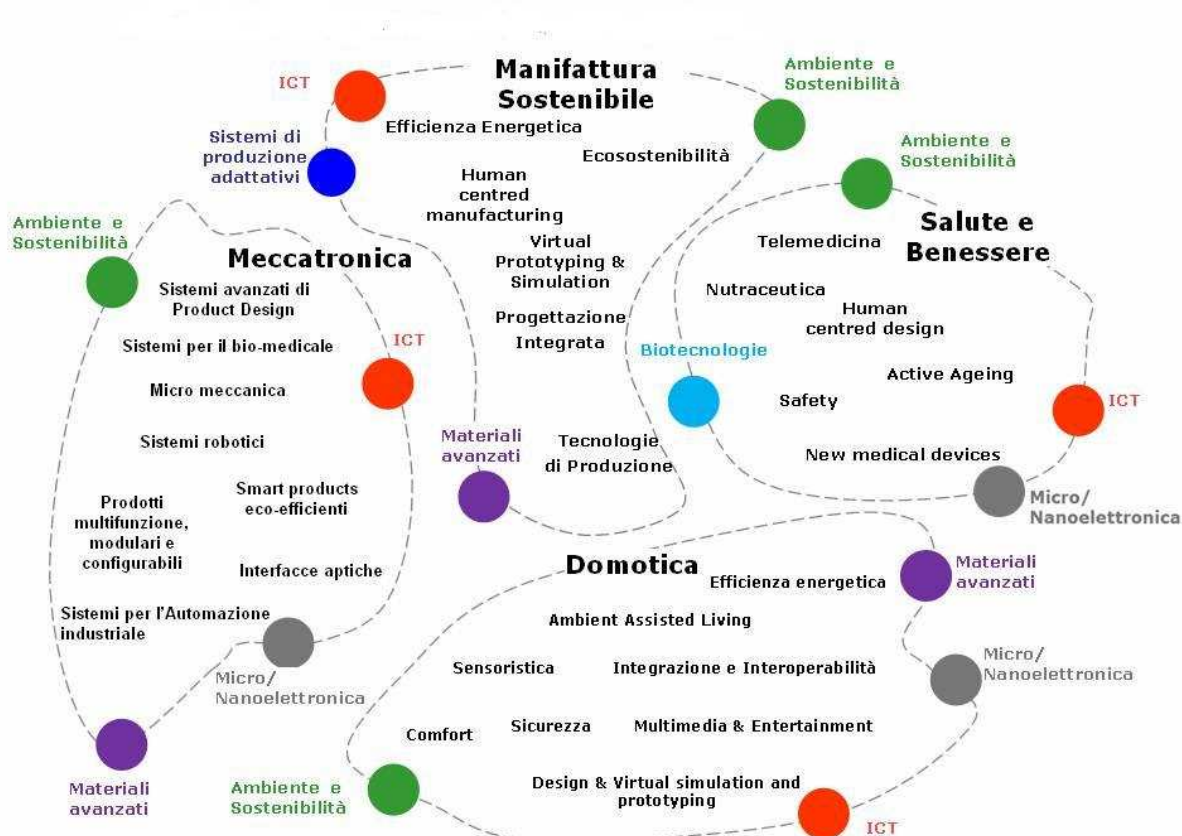 Manifattura
Sostenibile
ICT
Sistemi di
produzione
adattativi
Efficienza Energetica
Ecosostenibilità
Human
centred
manufacturing
Virtual
Prototyping &
Simulation
Progettazione
Integrata
Tecnologie
di Produzione
Materiali
avanzati
Ambiente e
Sostenibilità
Ambiente e
Sostenibilità
Salute e
Benessere
Telemedicina
Nutraceutica
Human
centred design
Biotecnologie
Active Ageing
Safety
ICT
New medical devices
Micro/
Nanoelettronica
Ambiente e
Sostenibilità
Meccatronica
Sistemi avanzati di
Product Design
Sistemi per il bio-medicale
ICT
Micro meccanica
Sistemi robotici
Smart products
eco-efficienti
Prodotti
multifunzione,
modulari e
configurabili
Interfacce aptiche
Sistemi per l'Automazione
industriale
Micro/
Nanoelettronica
Materiali
avanzati
Domotica
Efficienza energetica
Materiali
avanzati
Ambient Assisted Living
Sensoristica
Integrazione e Interoperabilità
Micro/
Nanoelettronica
Comfort
Sicurezza
Multimedia & Entertainment
Ambiente e
Sostenibilità
Design & Virtual simulation and
prototyping
ICT